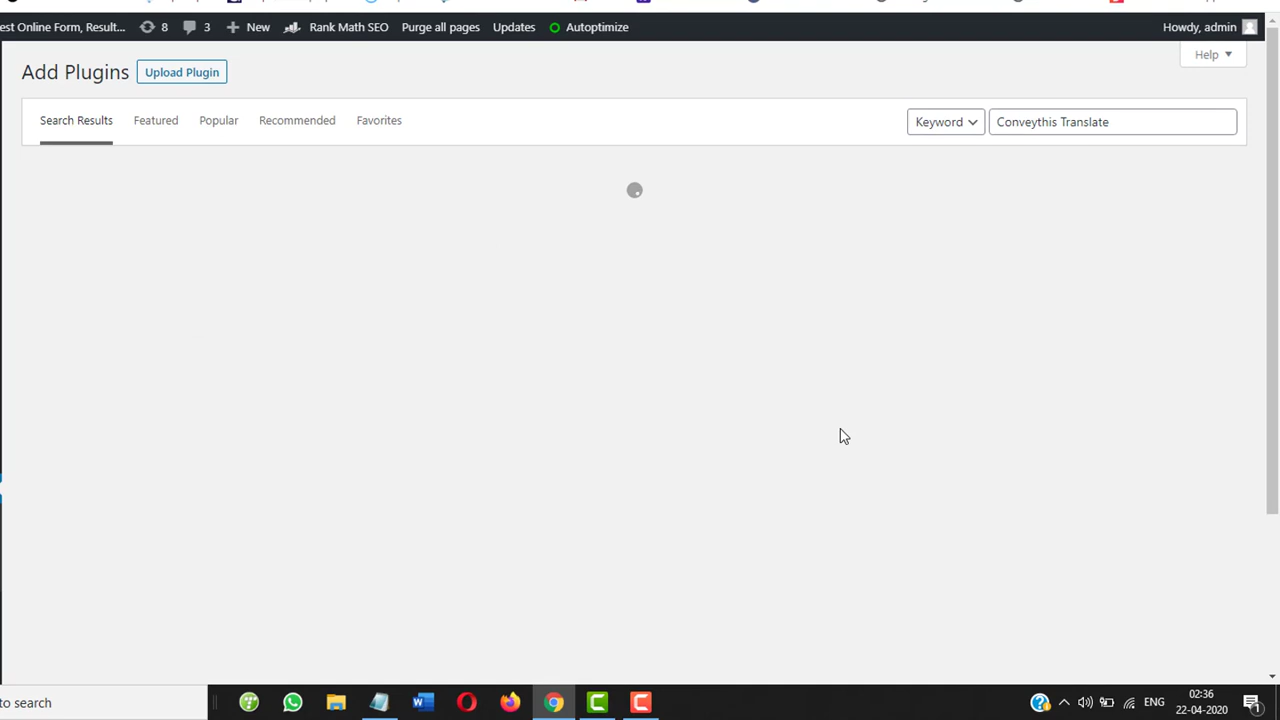 est Online Form, Result... 8 3 New Rank Math SEO Purge all pages Updates Autoptimize Howdy, admin
Help
Add Plugins Upload Plugin
Search Results Featured Popular Recommended Favorites Keyword Conveythis Translate
to search ENG 02:36
22-04-2020 1